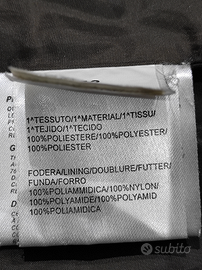 1^TESSUTO/1^MATERIAL/1^TISSU/
1^TEJIDO/1^TECIDO
100%POLIESTERE/100%POLYESTER/
100%POLIESTER
FODERA/LINING/DOUBLURE/FUTTER/
FUNDA/FORRO
100%POLIAMMIDICA/100%NYLON/
100%POLYAMIDE/100%POLYAMID
100%POLIAMIDICA
subito